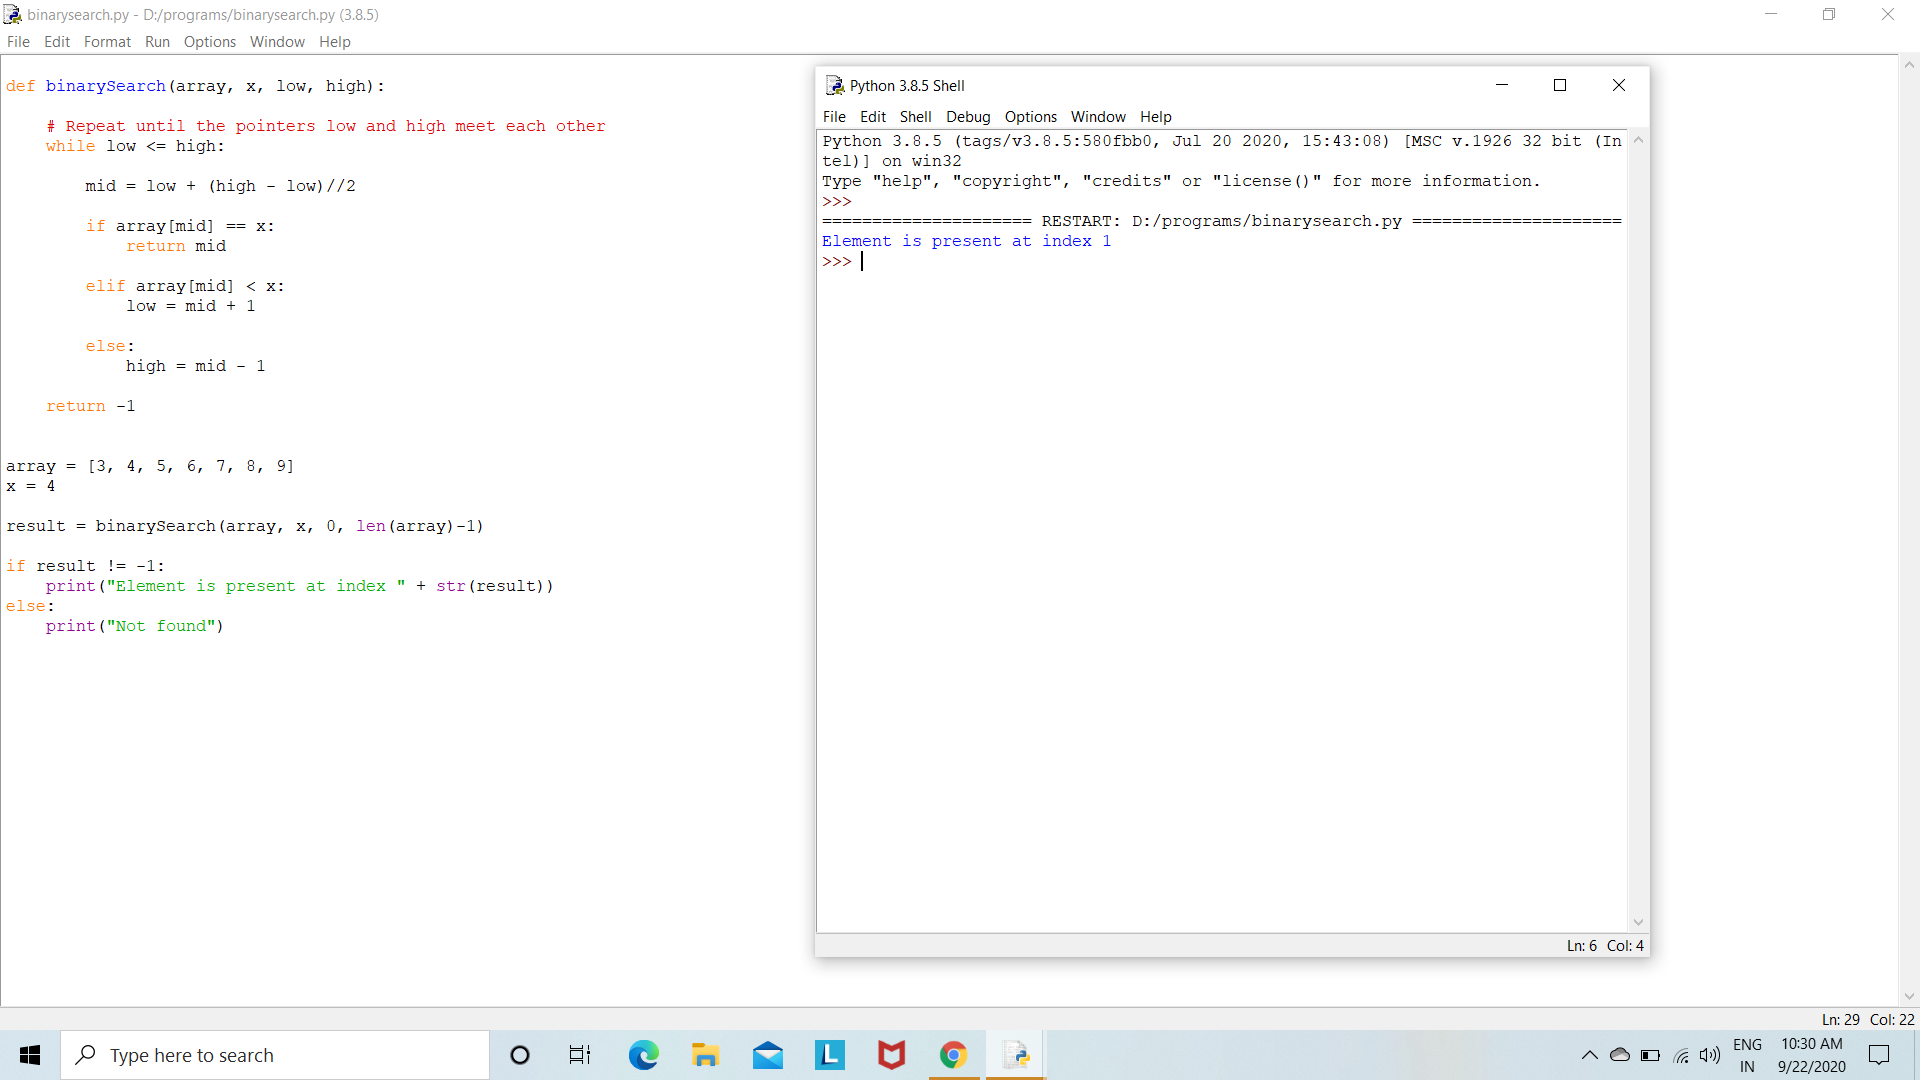 binarysearch.py - D:/programs/binarysearch.py (3.8.5)
File Edit Format Run Options Window Help
def binarySearch(array, x, low, high):
    # Repeat until the pointers low and high meet each other
    while low <= high:
        mid = low + (high - low)//2
        if array[mid] == x:
            return mid
        elif array[mid] < x:
            low = mid + 1
        else:
            high = mid - 1
    return -1
array = [3, 4, 5, 6, 7, 8, 9]
x = 4
result = binarySearch(array, x, 0, len(array)-1)
if result != -1:
    print("Element is present at index " + str(result))
else:
    print("Not found")
Python 3.8.5 Shell
File Edit Shell Debug Options Window Help
Python 3.8.5 (tags/v3.8.5:580fbb0, Jul 20 2020, 15:43:08) [MSC v.1926 32 bit (In
tel)] on win32
Type "help", "copyright", "credits" or "license()" for more information.
>>>
===================== RESTART: D:/programs/binarysearch.py =====================
Element is present at index 1
>>>
Ln: 6 Col: 4
Ln: 29 Col: 22
Type here to search
L
ENG
IN
10:30 AM
9/22/2020